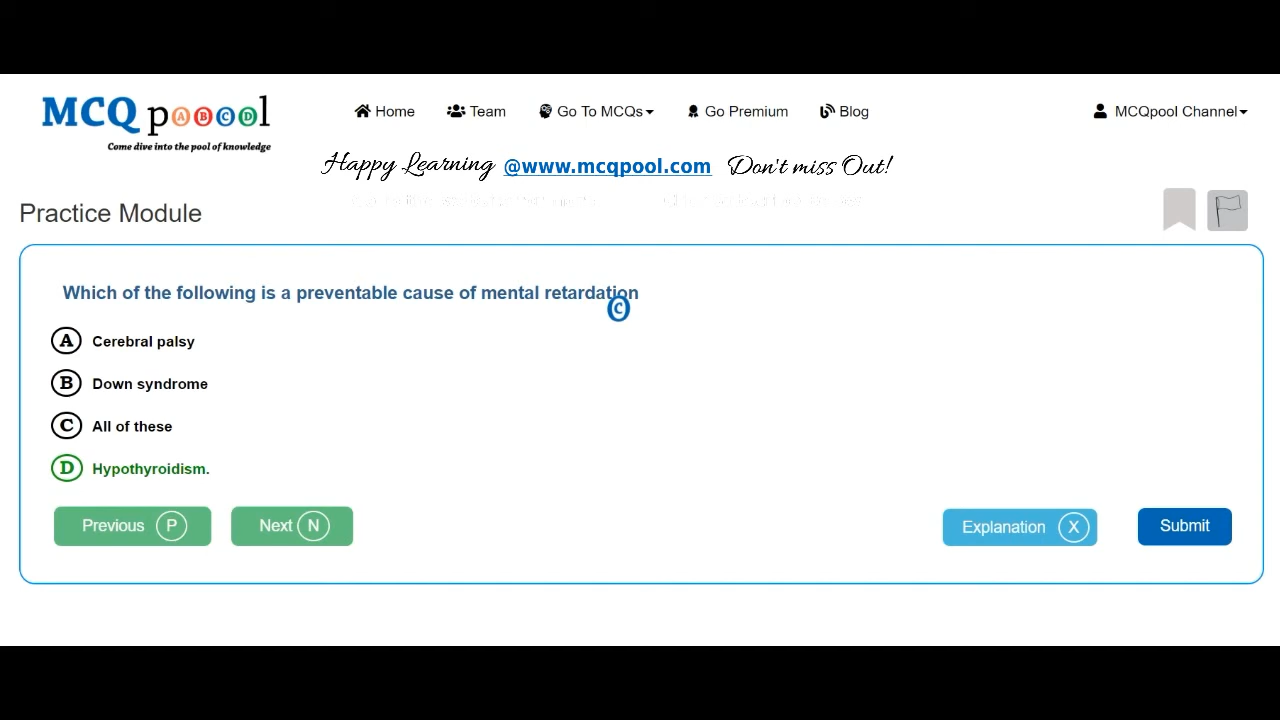 MCQ pooool
Come dive into the pool of knowledge
Home Team Go To MCQs Go Premium Blog MCQpool Channel
Happy Learning @www.mcqpool.com Don't miss Out!
Practice Module
Which of the following is a preventable cause of mental retardation
C
A Cerebral palsy
B Down syndrome
C All of these
D Hypothyroidism.
Previous P Next N Explanation X Submit